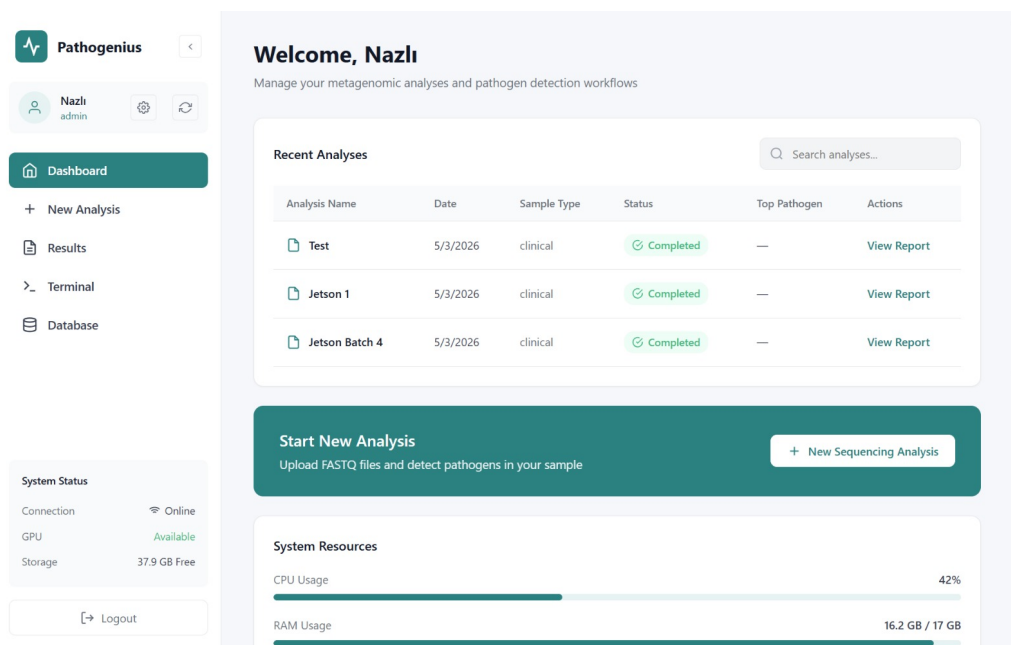 Pathogenius
Nazlı
admin
Dashboard
New Analysis
Results
Terminal
Database
System Status
Connection Online
GPU Available
Storage 37.9 GB Free
Logout
Welcome, Nazlı
Manage your metagenomic analyses and pathogen detection workflows
Recent Analyses
Search analyses...
Analysis Name Date Sample Type Status Top Pathogen Actions
Test 5/3/2026 clinical Completed — View Report
Jetson 1 5/3/2026 clinical Completed — View Report
Jetson Batch 4 5/3/2026 clinical Completed — View Report
Start New Analysis
Upload FASTQ files and detect pathogens in your sample
+ New Sequencing Analysis
System Resources
CPU Usage 42%
RAM Usage 16.2 GB / 17 GB